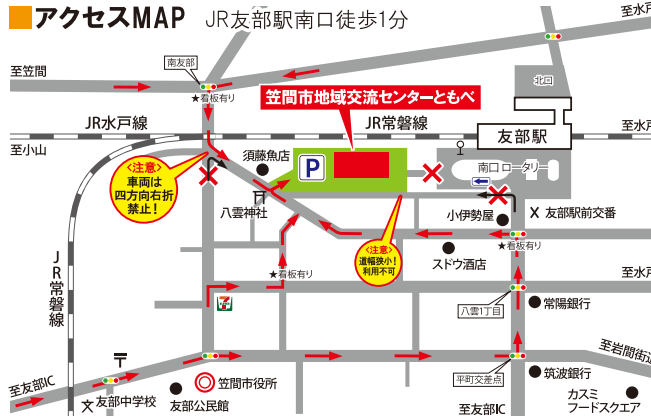 アクセスMAP JR友部駅南口徒歩1分
至水戸
南友部
北口
至笠間
★看板有り
笠間市地域交流センターともべ
JR水戸線
JR常磐線
友部駅
至水戸
至小山
<注意>
車両は
四方向右折
禁止！
須藤魚店
P
南口ロータリー
八雲神社
小伊勢屋
友部駅前交番
<注意>
道幅狭小！
利用不可
★看板有り
スドウ酒店
JR常磐線
★看板有り
至水戸
八雲1丁目
常陽銀行
至岩間街道
至友部IC
友部中学校
笠間市役所
友部公民館
平町交差点
筑波銀行
カスミ
フードスクエア
至友部IC